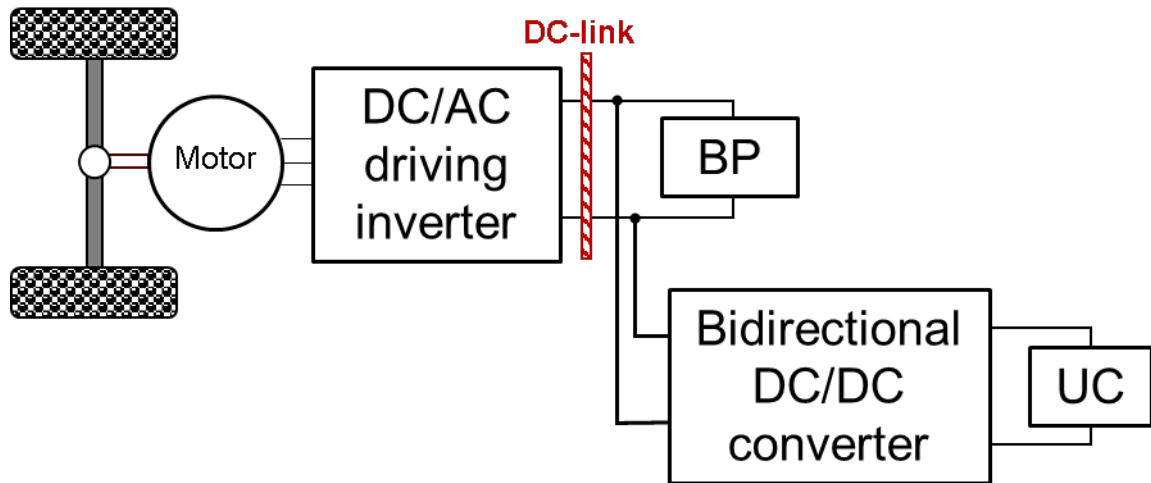 DC-link
DC/AC
driving
inverter
Motor
BP
Bidirectional
DC/DC
converter
UC